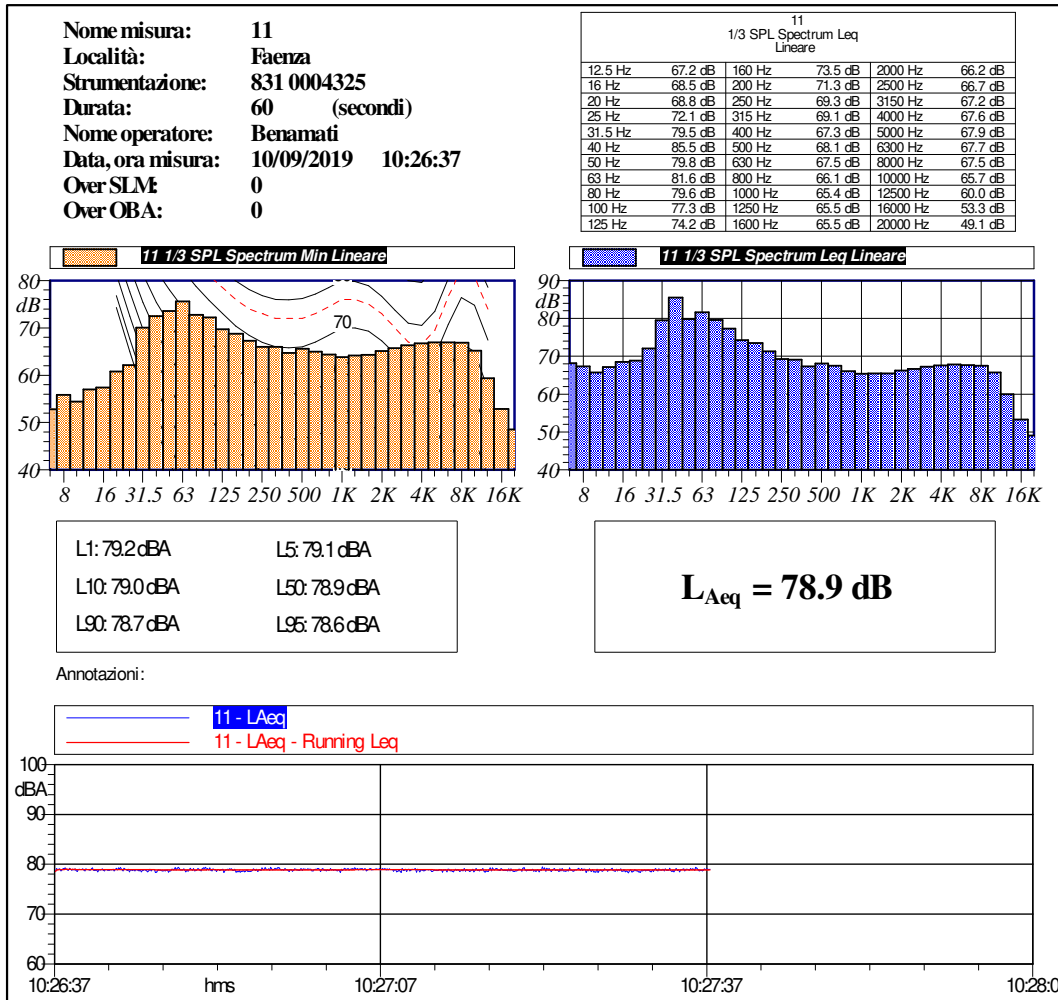 Nome misura: 11
Località: Faenza
Strumentazione: 831 0004325
Durata: 60 (secondi)
Nome operatore: Benamati
Data, ora misura: 10/09/2019 10:26:37
Over SLM: 0
Over OBA: 0
11
1/3 SPL Spectrum Leq
Lineare
12.5 Hz 67.2 dB 160 Hz 73.5 dB 2000 Hz 66.2 dB
16 Hz 68.5 dB 200 Hz 71.3 dB 2500 Hz 66.7 dB
20 Hz 68.8 dB 250 Hz 69.3 dB 3150 Hz 67.2 dB
25 Hz 72.1 dB 315 Hz 69.1 dB 4000 Hz 67.6 dB
31.5 Hz 79.5 dB 400 Hz 67.3 dB 5000 Hz 67.9 dB
40 Hz 85.5 dB 500 Hz 68.1 dB 6300 Hz 67.7 dB
50 Hz 79.8 dB 630 Hz 67.5 dB 8000 Hz 67.5 dB
63 Hz 81.6 dB 800 Hz 66.1 dB 10000 Hz 65.7 dB
80 Hz 79.6 dB 1000 Hz 65.4 dB 12500 Hz 60.0 dB
100 Hz 77.3 dB 1250 Hz 65.5 dB 16000 Hz 53.3 dB
125 Hz 74.2 dB 1600 Hz 65.5 dB 20000 Hz 49.1 dB
11 1/3 SPL Spectrum Min Lineare
80
dB
70
60
50
40
70
8 16 31.5 63 125 250 500 1K 2K 4K 8K 16K
11 1/3 SPL Spectrum Leq Lineare
90
dB
80
70
60
50
40
8 16 31.5 63 125 250 500 1K 2K 4K 8K 16K
L1: 79.2 dBA L5: 79.1 dBA
L10: 79.0 dBA L50: 78.9 dBA
L90: 78.7 dBA L95: 78.6 dBA
LAeq = 78.9 dB
Annotazioni:
11 - LAeq
11 - LAeq - Running Leq
100
dBA
90
80
70
60
10:26:37 hms 10:27:07 10:27:37 10:28:0